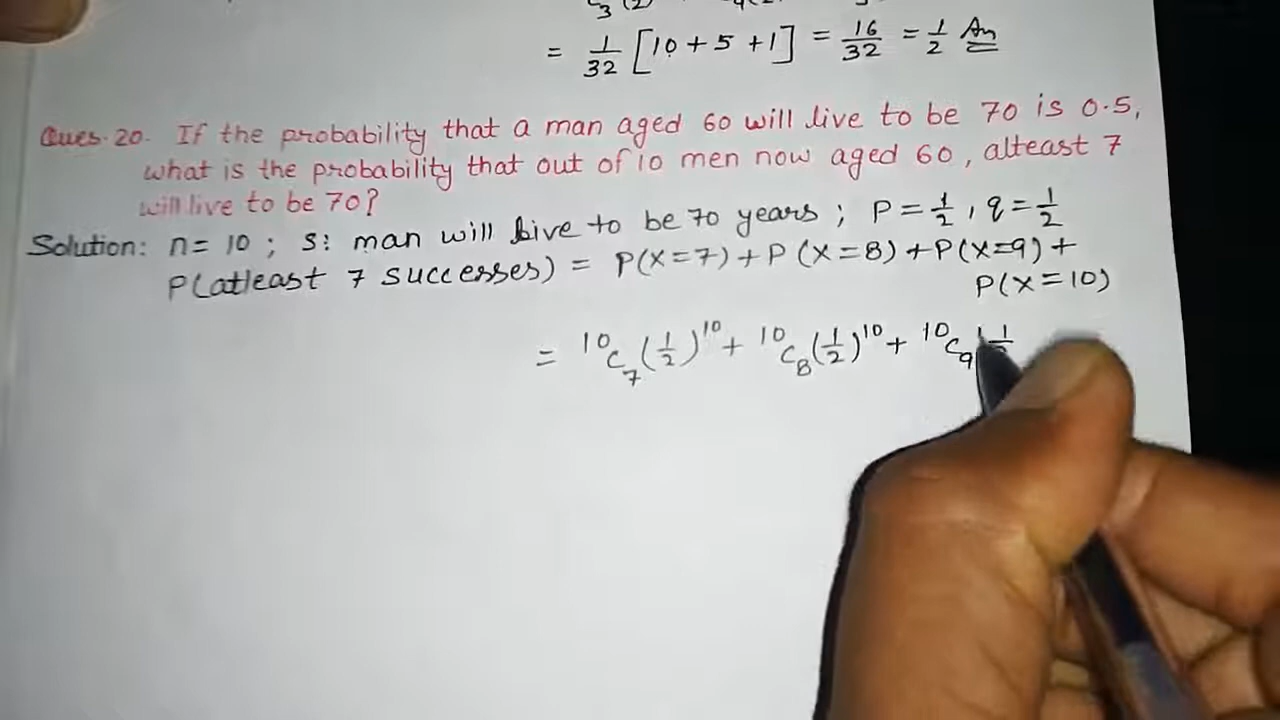 = 1/32 [10 + 5 + 1] = 16/32 = 1/2 An
Ques. 20. If the probability that a man aged 60 will live to be 70 is 0.5,
what is the probability that out of 10 men now aged 60, alteast 7
will live to be 70?
Solution: n = 10 ; S: man will live to be 70 years ; P = 1/2 , q = 1/2
P(atleast 7 successes) = P(X=7) + P(X=8) + P(X=9) +
P(X=10)
= ¹⁰C₇ (1/2)¹⁰ + ¹⁰C₈ (1/2)¹⁰ + ¹⁰C₉